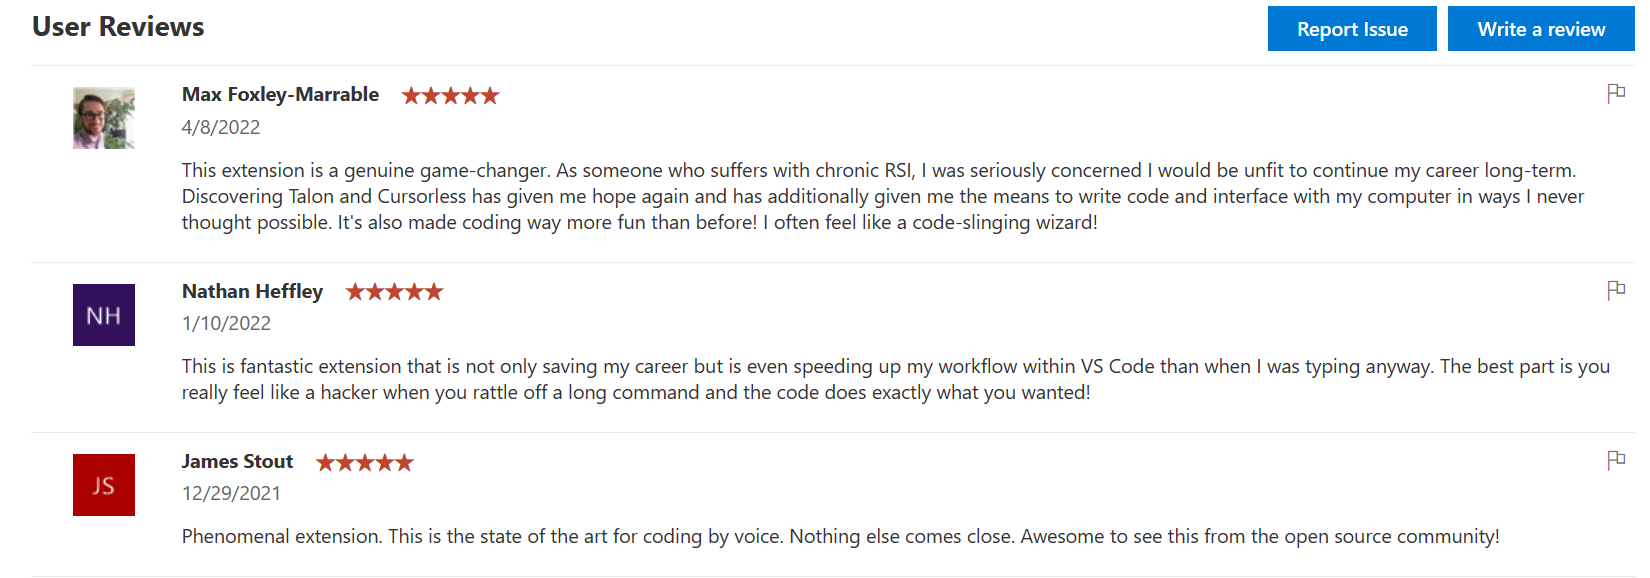 User Reviews
Report Issue
Write a review
Max Foxley-Marrable
4/8/2022
This extension is a genuine game-changer. As someone who suffers with chronic RSI, I was seriously concerned I would be unfit to continue my career long-term.
Discovering Talon and Cursorless has given me hope again and has additionally given me the means to write code and interface with my computer in ways I never
thought possible. It's also made coding way more fun than before! I often feel like a code-slinging wizard!
NH
Nathan Heffley
1/10/2022
This is fantastic extension that is not only saving my career but is even speeding up my workflow within VS Code than when I was typing anyway. The best part is you
really feel like a hacker when you rattle off a long command and the code does exactly what you wanted!
JS
James Stout
12/29/2021
Phenomenal extension. This is the state of the art for coding by voice. Nothing else comes close. Awesome to see this from the open source community!